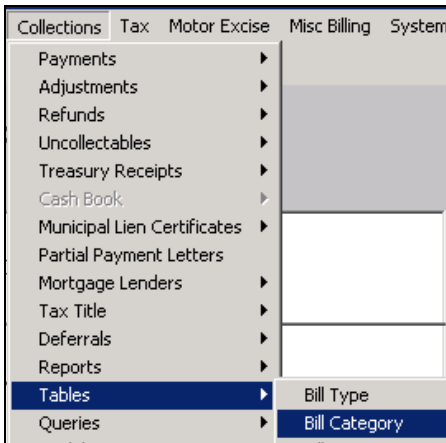 Collections Tax Motor Excise Misc Billing System
Payments
Adjustments
Refunds
Uncollectables
Treasury Receipts
Cash Book
Municipal Lien Certificates
Partial Payment Letters
Mortgage Lenders
Tax Title
Deferrals
Reports
Tables Bill Type
Queries Bill Category